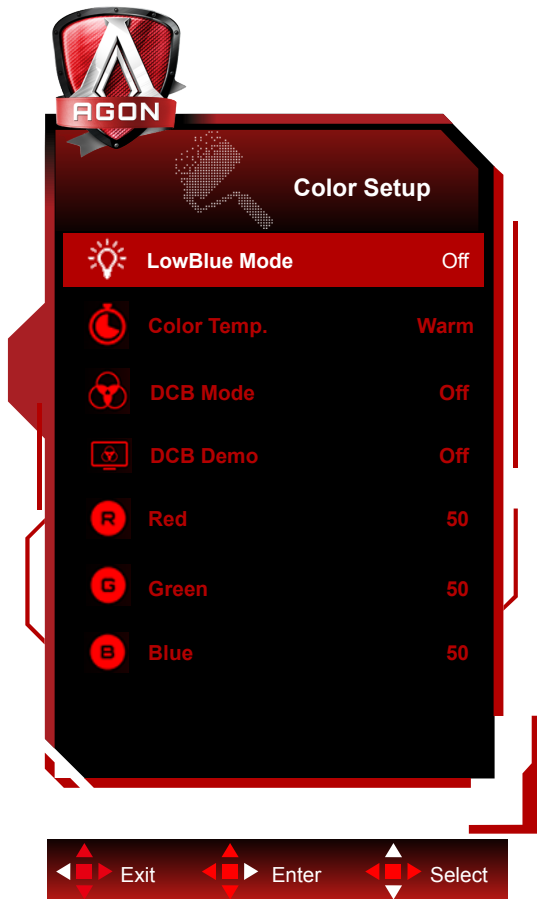 AGON
Color Setup
LowBlue Mode Off
Color Temp. Warm
DCB Mode Off
DCB Demo Off
R Red 50
G Green 50
B Blue 50
Exit Enter Select